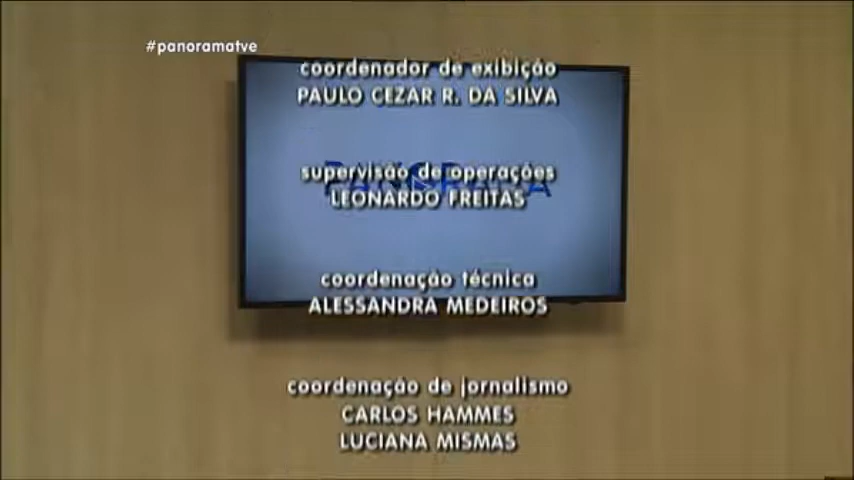 #panoramatve
coordenador de exibição
PAULO CEZAR R. DA SILVA
PANORAMA
supervisão de operações
LEONARDO FREITAS
coordenação técnica
ALESSANDRA MEDEIROS
coordenação de jornalismo
CARLOS HAMMES
LUCIANA MISMAS